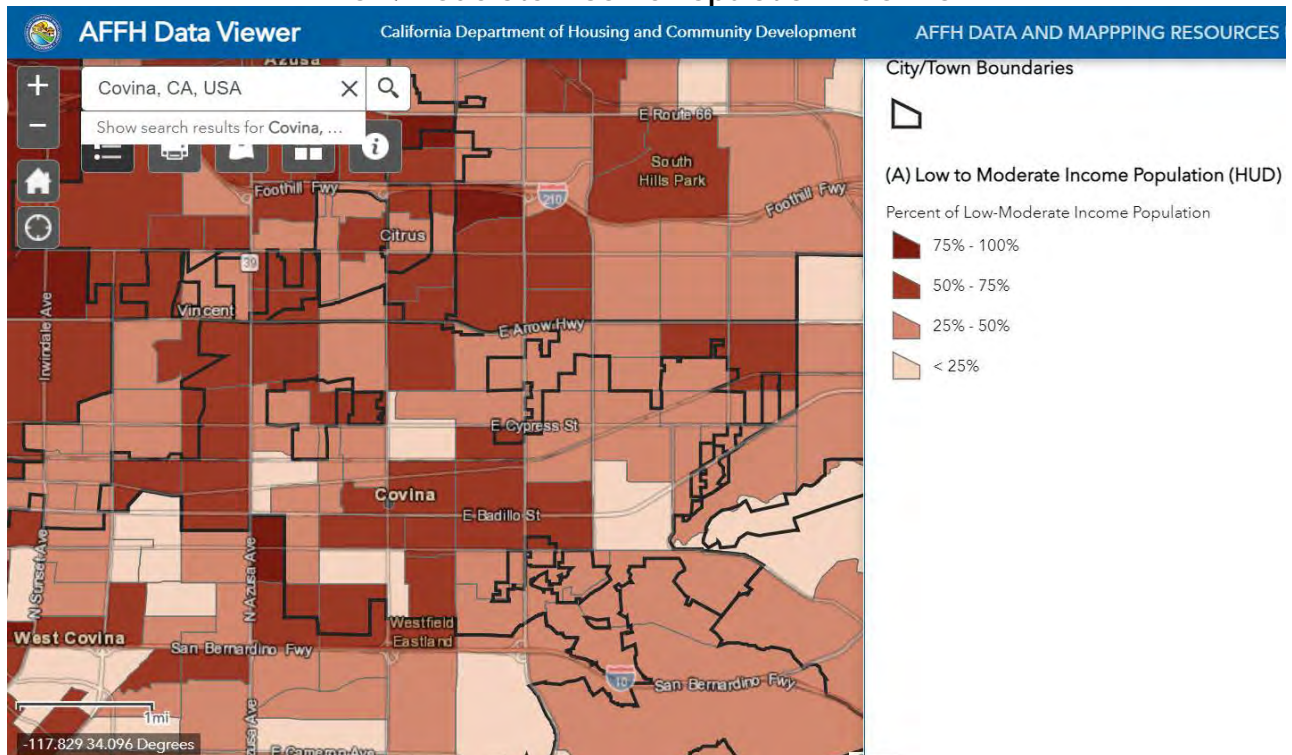 AFFH Data Viewer
California Department of Housing and Community Development
AFFH DATA AND MAPPPING RESOURCES
Azusa
Covina, CA, USA
Show search results for Covina, ...
E Route 66
South
Hills Park
Foothill Fwy
210
Foothill Fwy
Citrus
39
Irwindale Ave
Vincent
E Arrow Hwy
E Cypress St
Covina
E Badillo St
N Sunset Ave
N Azusa Ave
Westfield
Eastland
West Covina
San Bernardino Fwy
10
San Bernardino Fwy
1mi
-117.829 34.096 Degrees
E Cameron Ave
City/Town Boundaries
(A) Low to Moderate Income Population (HUD)
Percent of Low-Moderate Income Population
75% - 100%
50% - 75%
25% - 50%
< 25%